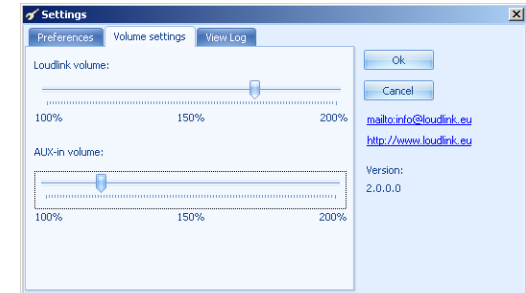 Settings
Preferences Volume settings View Log
Loudlink volume:
100% 150% 200%
AUX-in volume:
100% 150% 200%
Ok
Cancel
mailto:info@loudlink.eu
http://www.loudlink.eu
Version:
2.0.0.0